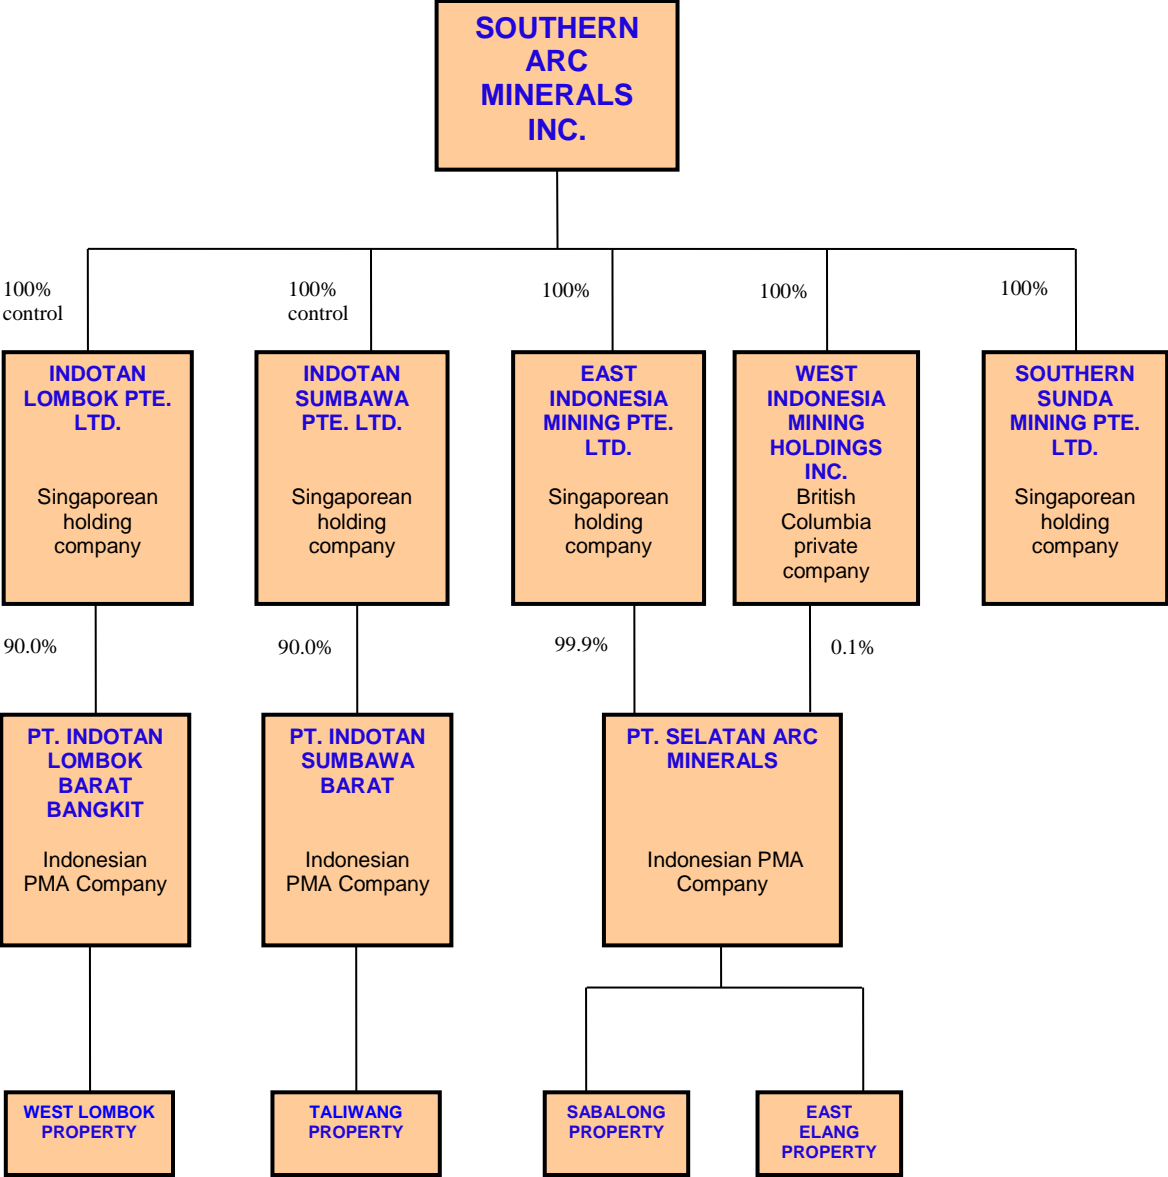 SOUTHERN
ARC
MINERALS
INC.
100%
control
100%
control
100%
100%
100%
INDOTAN
LOMBOK PTE.
LTD.
Singaporean
holding
company
INDOTAN
SUMBAWA
PTE. LTD.
Singaporean
holding
company
EAST
INDONESIA
MINING PTE.
LTD.
Singaporean
holding
company
WEST
INDONESIA
MINING
HOLDINGS
INC.
British
Columbia
private
company
SOUTHERN
SUNDA
MINING PTE.
LTD.
Singaporean
holding
company
90.0%
90.0%
99.9%
0.1%
PT. INDOTAN
LOMBOK
BARAT
BANGKIT
Indonesian
PMA Company
PT. INDOTAN
SUMBAWA
BARAT
Indonesian
PMA Company
PT. SELATAN ARC
MINERALS
Indonesian PMA
Company
WEST LOMBOK
PROPERTY
TALIWANG
PROPERTY
SABALONG
PROPERTY
EAST
ELANG
PROPERTY